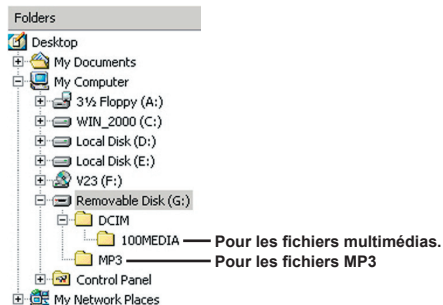 Folders
Desktop
My Documents
My Computer
3½ Floppy (A:)
WIN_2000 (C:)
Local Disk (D:)
Local Disk (E:)
V23 (F:)
Removable Disk (G:)
DCIM
100MEDIA Pour les fichiers multimédias.
MP3 Pour les fichiers MP3
Control Panel
My Network Places